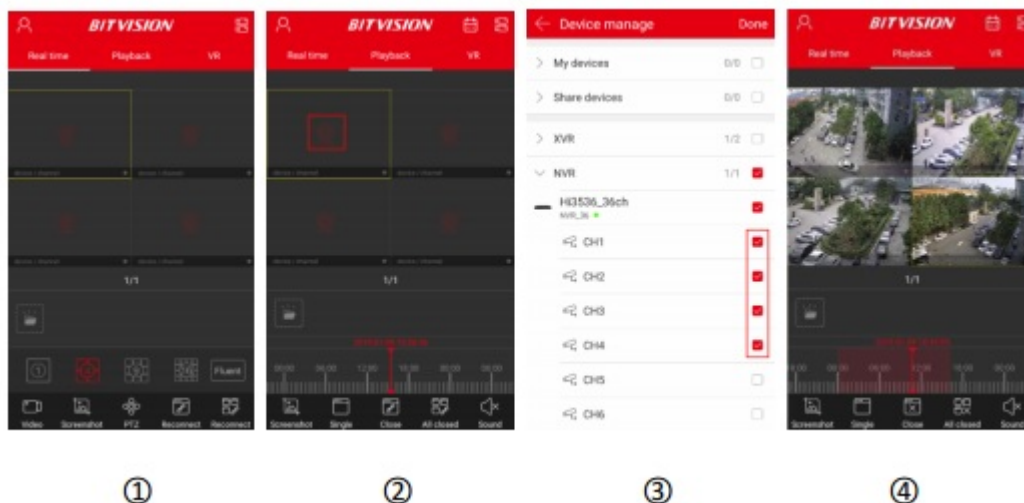 BITVISION
Real time Playback VR
1/1
Fluent
Video Screenshot PTZ Reconnect Reconnect
①
BITVISION
Real time Playback VR
1/1
Screenshot Single Close All closed Sound
②
Device manage Done
My devices 0/0
Share devices 0/0
XVR 1/2
NVR 1/1
Hi3536_36ch
NVR_36
CH1
CH2
CH3
CH4
CH5
CH6
③
BITVISION
Real time Playback VR
1/1
Screenshot Single Close All closed Sound
④